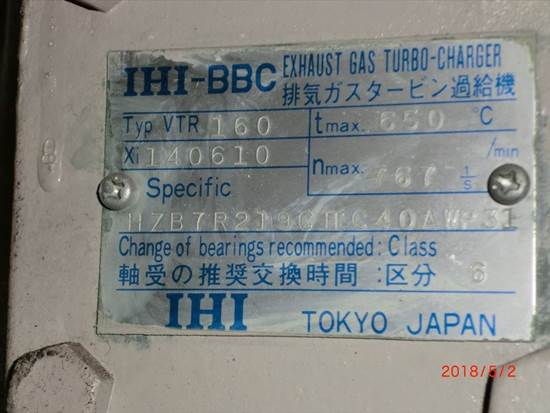 IHI-BBC EXHAUST GAS TURBO-CHARGER
排気ガスタービン過給機
Typ VTR 160 tmax. 650 °C
Xi 140610 nmax. 767 1/s /min
Specific
Change of bearings recommended: Class
軸受の推奨交換時間:区分 6
IHI TOKYO JAPAN
2018/5/2